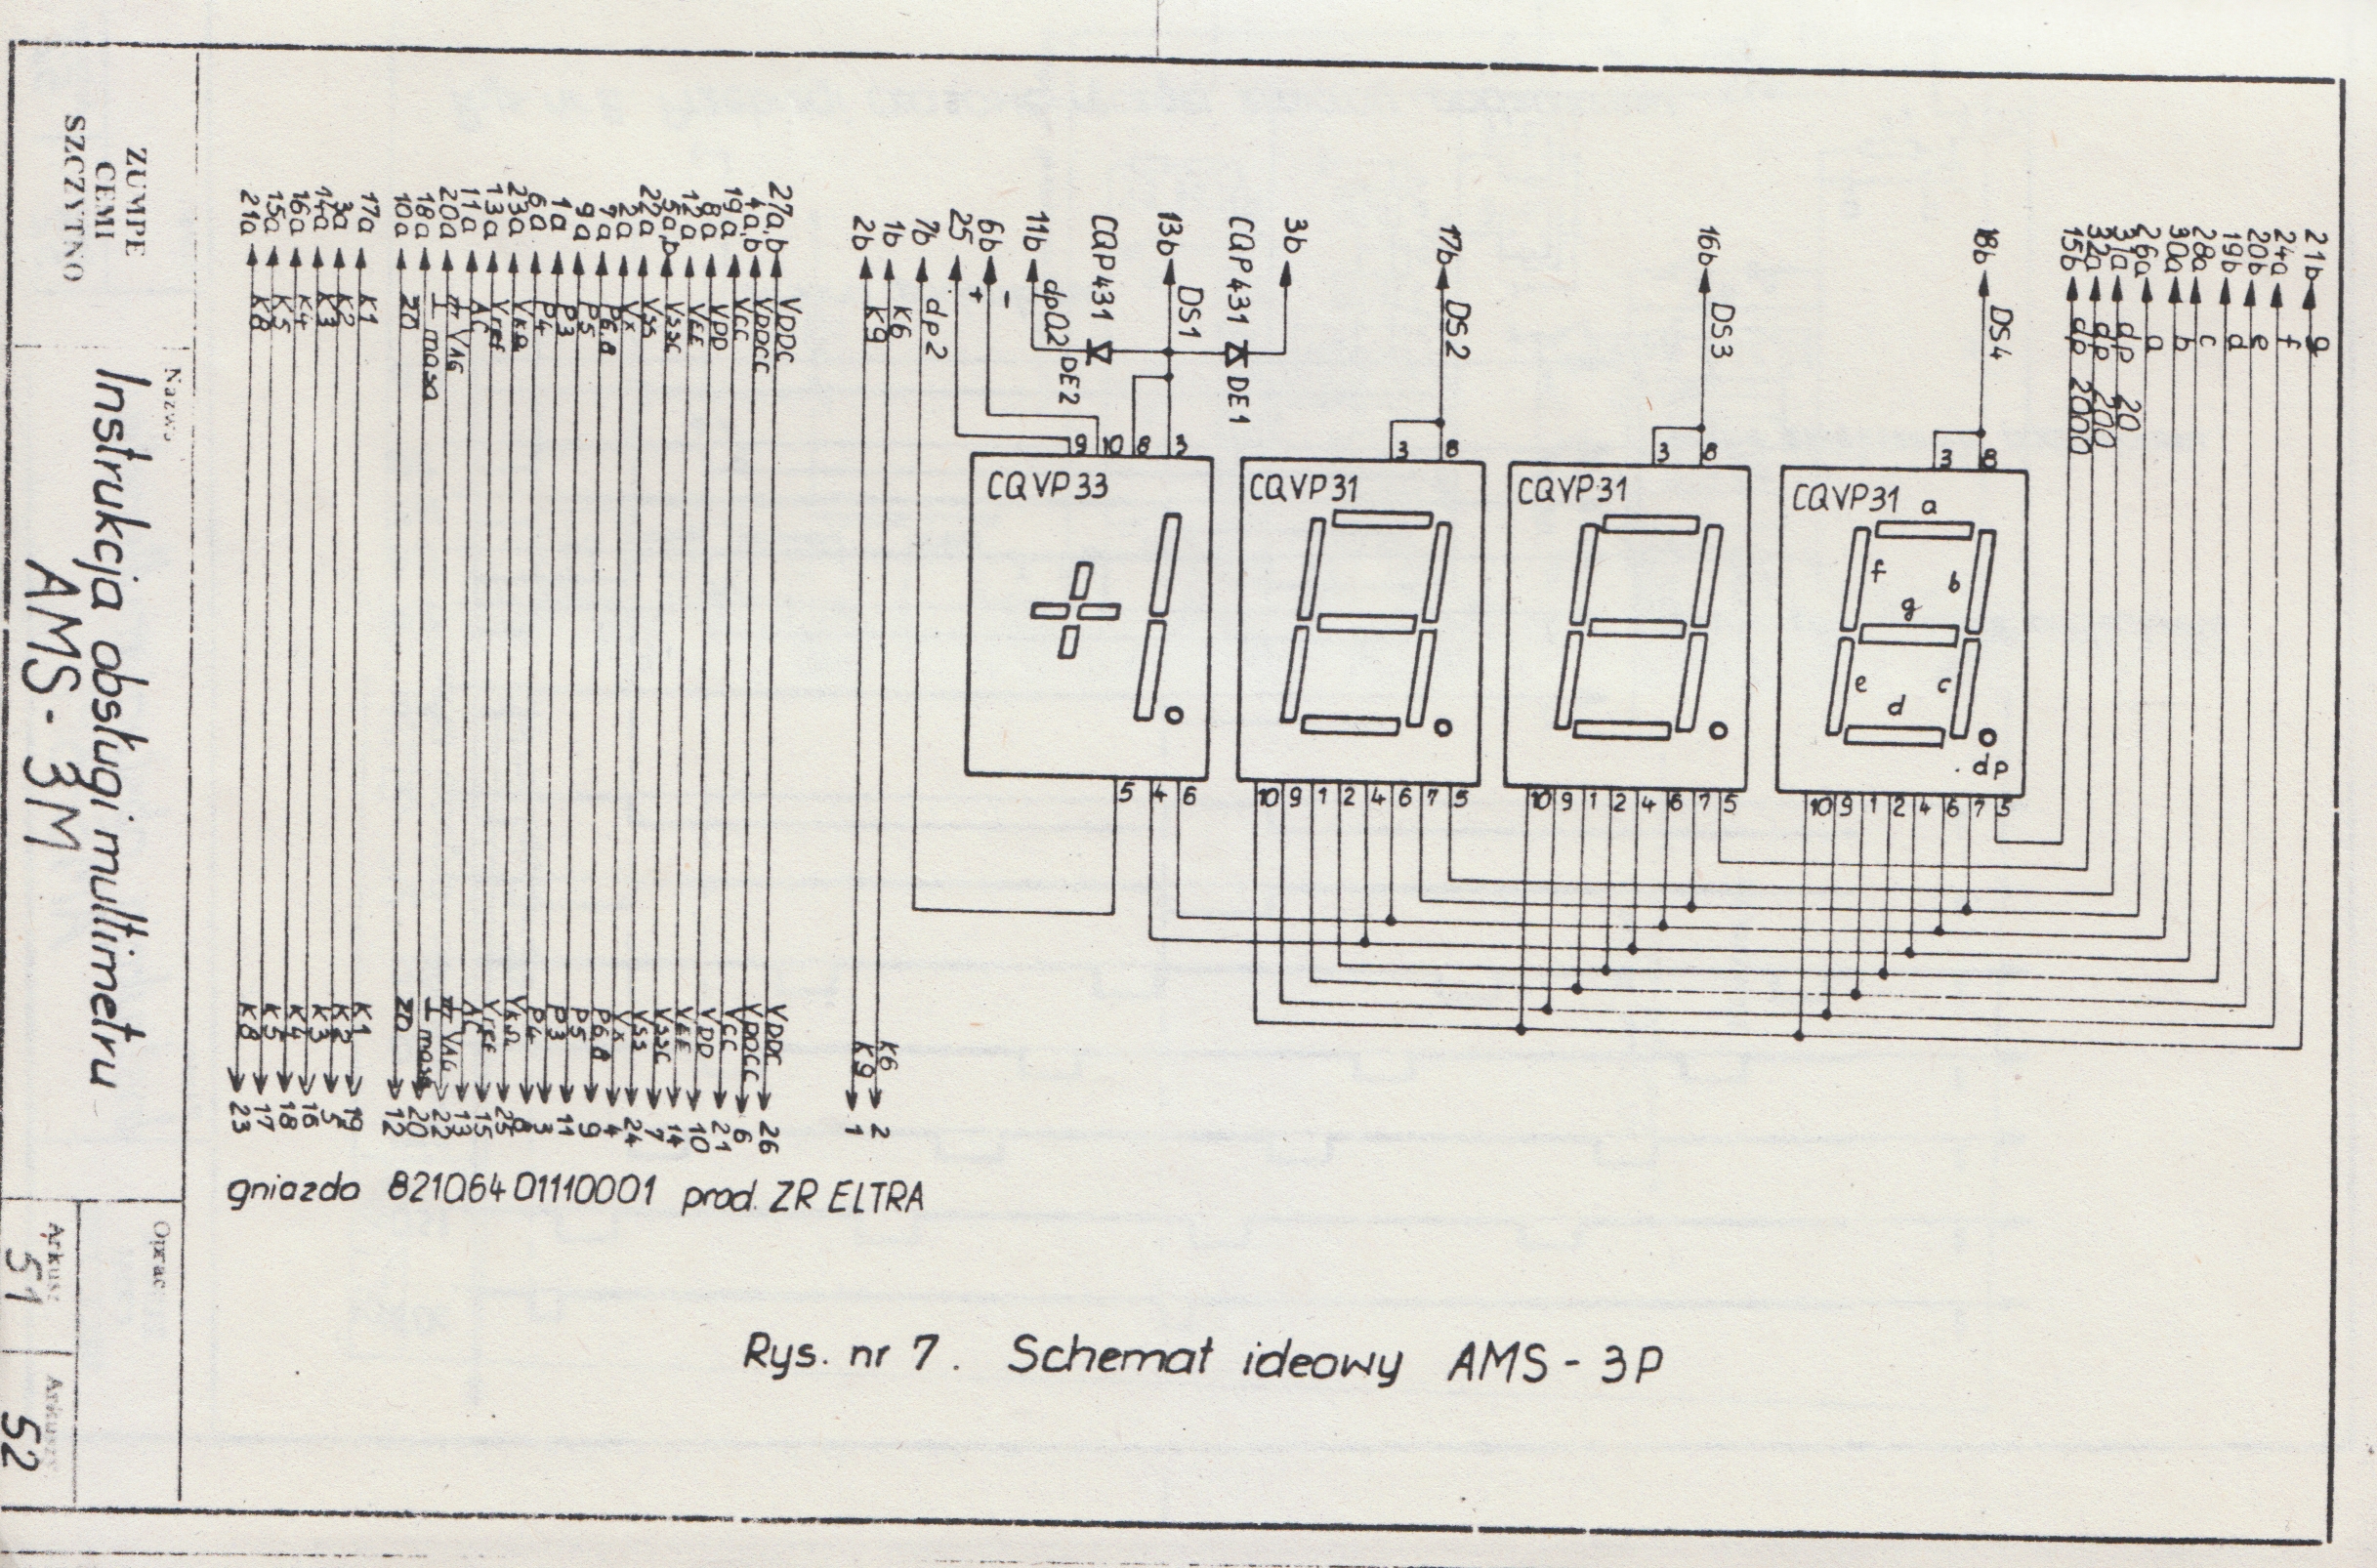 ZUMPE
CEMI
SZCZYTNO
Nazwa
Instrukcja obsługi multimetru
AMS - 3M
Oprac
Arkusz
51
Arkuszy
52
21a 15a 16a 14a 3a 17a
K8 K5 K4 K3 K2 K1
10a 18a 20a 11a 13a 23a 6a 1a 9a 7a 2a 22a 5a,b 12a 8a 19a 4a,b 27a,b
masa VAG AC Vref P4 P3 P5 P6,8 Vx VSS VSSC VEE VDD VCC VDDCC VDDC
2b 1b 7b 25 6b 11b CQP431 13b CQP431 3b 17b 16b 18b
K9 K6 dp2 + - DE2 DS1 DE1 DS2 DS3 DS4
15b 32a 31a 26a 30a 28a 19b 20b 24a 21b
dp 2000 dp 200 dp 20 a b c d e f g
9 10 8 3
3 8
3 8
3 8
CQVP33 CQVP31 CQVP31 CQVP31
a
f b
g
e c
d
dp
5 4 6
10 9 1 2 4 6 7 5
10 9 1 2 4 6 7 5
10 9 1 2 4 6 7 5
K8 K5 K4 K3 K2 K1
masa VAG AC Vref P4 P3 P5 P6,8 Vx VSS VSSC VEE VDD VCC VDDCC VDDC
K9 K6
23 17 18 16 5 19
12 20 22 13 15 25 8 3 11 9 4 24 7 14 10 21 6 26
1 2
gniazdo 82106401110001 prod. ZR ELTRA
Rys. nr 7. Schemat ideowy AMS - 3P